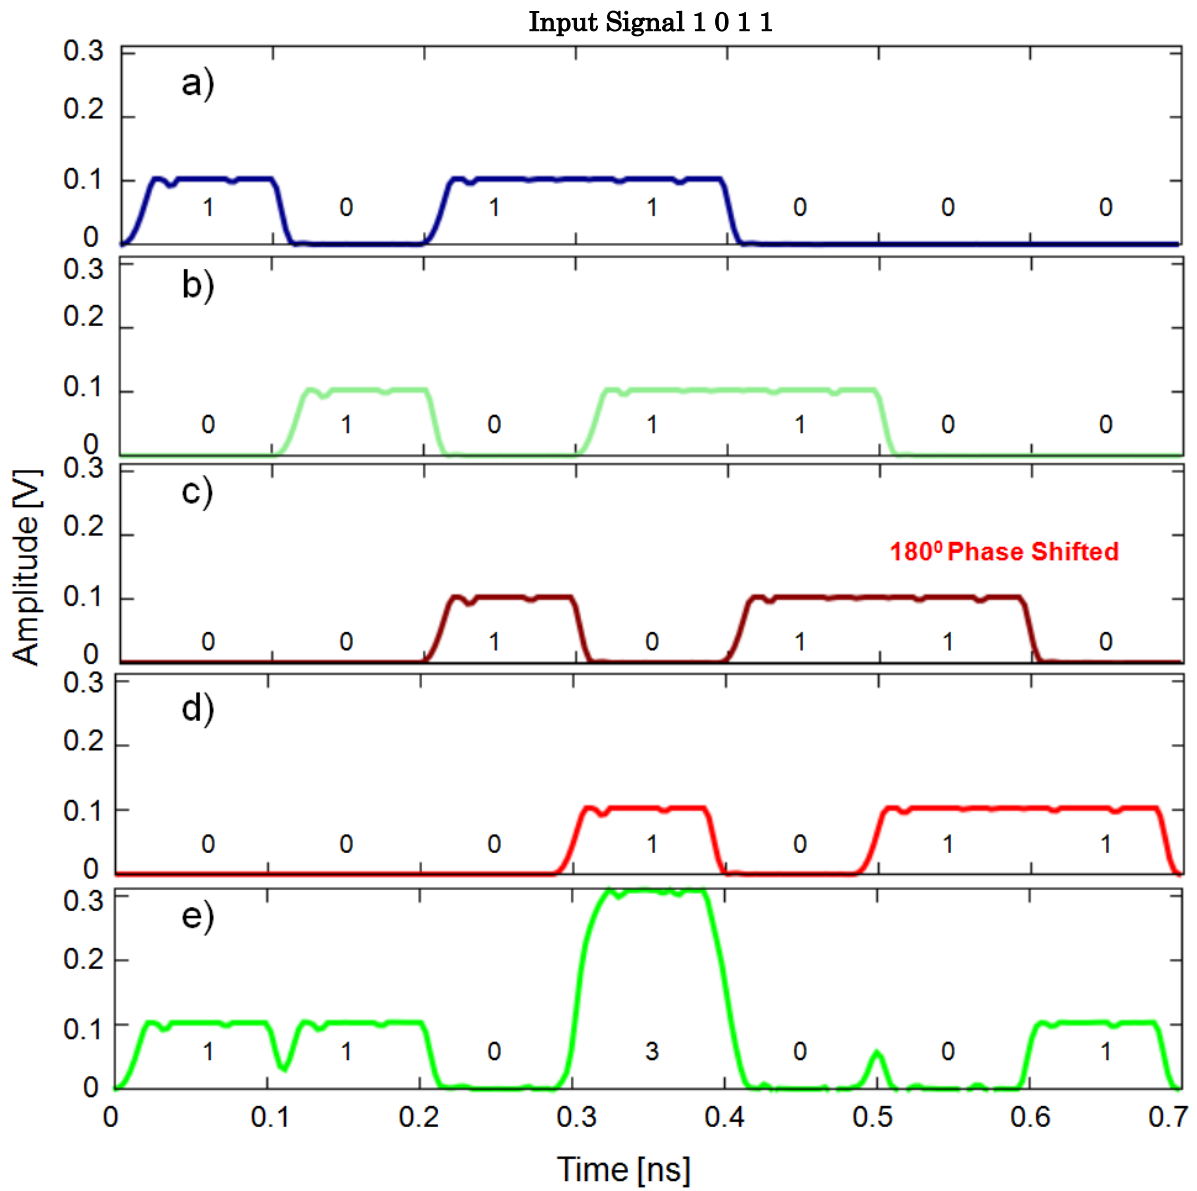 Input Signal 1 0 1 1
0.3
a)
0.2
0.1
1 0 1 1 0 0 0
0
0.3
b)
0.2
0.1
0 1 0 1 1 0 0
0
0.3
c)
0.2
180⁰ Phase Shifted
0.1
0 0 1 0 1 1 0
0
0.3
d)
0.2
0.1
0 0 0 1 0 1 1
0
0.3
e)
0.2
0.1
1 1 0 3 0 0 1
0
Amplitude [V]
0 0.1 0.2 0.3 0.4 0.5 0.6 0.7
Time [ns]